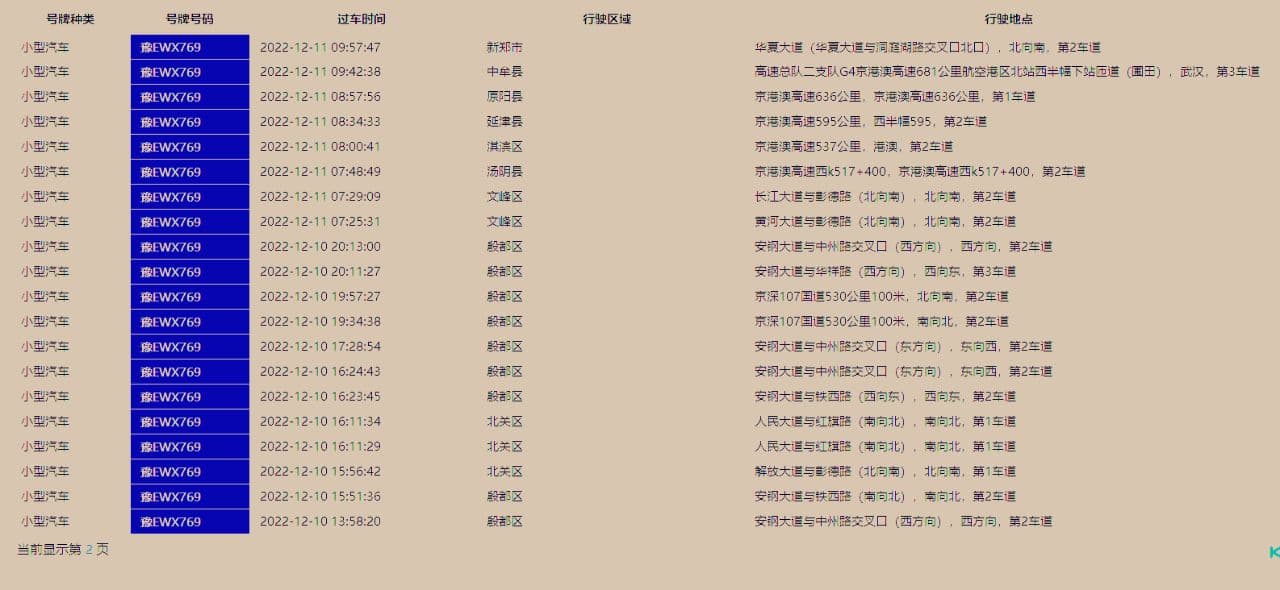 号牌种类 号牌号码 过车时间 行驶区域 行驶地点
小型汽车 豫EWX769 2022-12-11 09:57:47 新郑市 华夏大道（华夏大道与洞庭湖路交叉口北口），北向南，第2车道
小型汽车 豫EWX769 2022-12-11 09:42:38 中牟县 高速总队二支队G4京港澳高速681公里航空港区北站西半幅下站匝道（圃田），武汉，第3车道
小型汽车 豫EWX769 2022-12-11 08:57:56 原阳县 京港澳高速636公里，京港澳高速636公里，第1车道
小型汽车 豫EWX769 2022-12-11 08:34:33 延津县 京港澳高速595公里，西半幅595，第2车道
小型汽车 豫EWX769 2022-12-11 08:00:41 淇滨区 京港澳高速537公里，港澳，第2车道
小型汽车 豫EWX769 2022-12-11 07:48:49 汤阴县 京港澳高速西k517+400，京港澳高速西k517+400，第2车道
小型汽车 豫EWX769 2022-12-11 07:29:09 文峰区 长江大道与彰德路（北向南），北向南，第2车道
小型汽车 豫EWX769 2022-12-11 07:25:31 文峰区 黄河大道与彰德路（北向南），北向南，第2车道
小型汽车 豫EWX769 2022-12-10 20:13:00 殷都区 安钢大道与中州路交叉口（西方向），西方向，第2车道
小型汽车 豫EWX769 2022-12-10 20:11:27 殷都区 安钢大道与华祥路（西方向），西向东，第3车道
小型汽车 豫EWX769 2022-12-10 19:57:27 殷都区 京深107国道530公里100米，北向南，第2车道
小型汽车 豫EWX769 2022-12-10 19:34:38 殷都区 京深107国道530公里100米，南向北，第2车道
小型汽车 豫EWX769 2022-12-10 17:28:54 殷都区 安钢大道与中州路交叉口（东方向），东向西，第2车道
小型汽车 豫EWX769 2022-12-10 16:24:43 殷都区 安钢大道与中州路交叉口（东方向），东向西，第2车道
小型汽车 豫EWX769 2022-12-10 16:23:45 殷都区 安钢大道与铁西路（西向东），西向东，第2车道
小型汽车 豫EWX769 2022-12-10 16:11:34 北关区 人民大道与红旗路（南向北），南向北，第1车道
小型汽车 豫EWX769 2022-12-10 16:11:29 北关区 人民大道与红旗路（南向北），南向北，第1车道
小型汽车 豫EWX769 2022-12-10 15:56:42 北关区 解放大道与彰德路（北向南），北向南，第1车道
小型汽车 豫EWX769 2022-12-10 15:51:36 殷都区 安钢大道与铁西路（南向北），南向北，第2车道
小型汽车 豫EWX769 2022-12-10 13:58:20 殷都区 安钢大道与中州路交叉口（西方向），西方向，第2车道
当前显示第 2 页